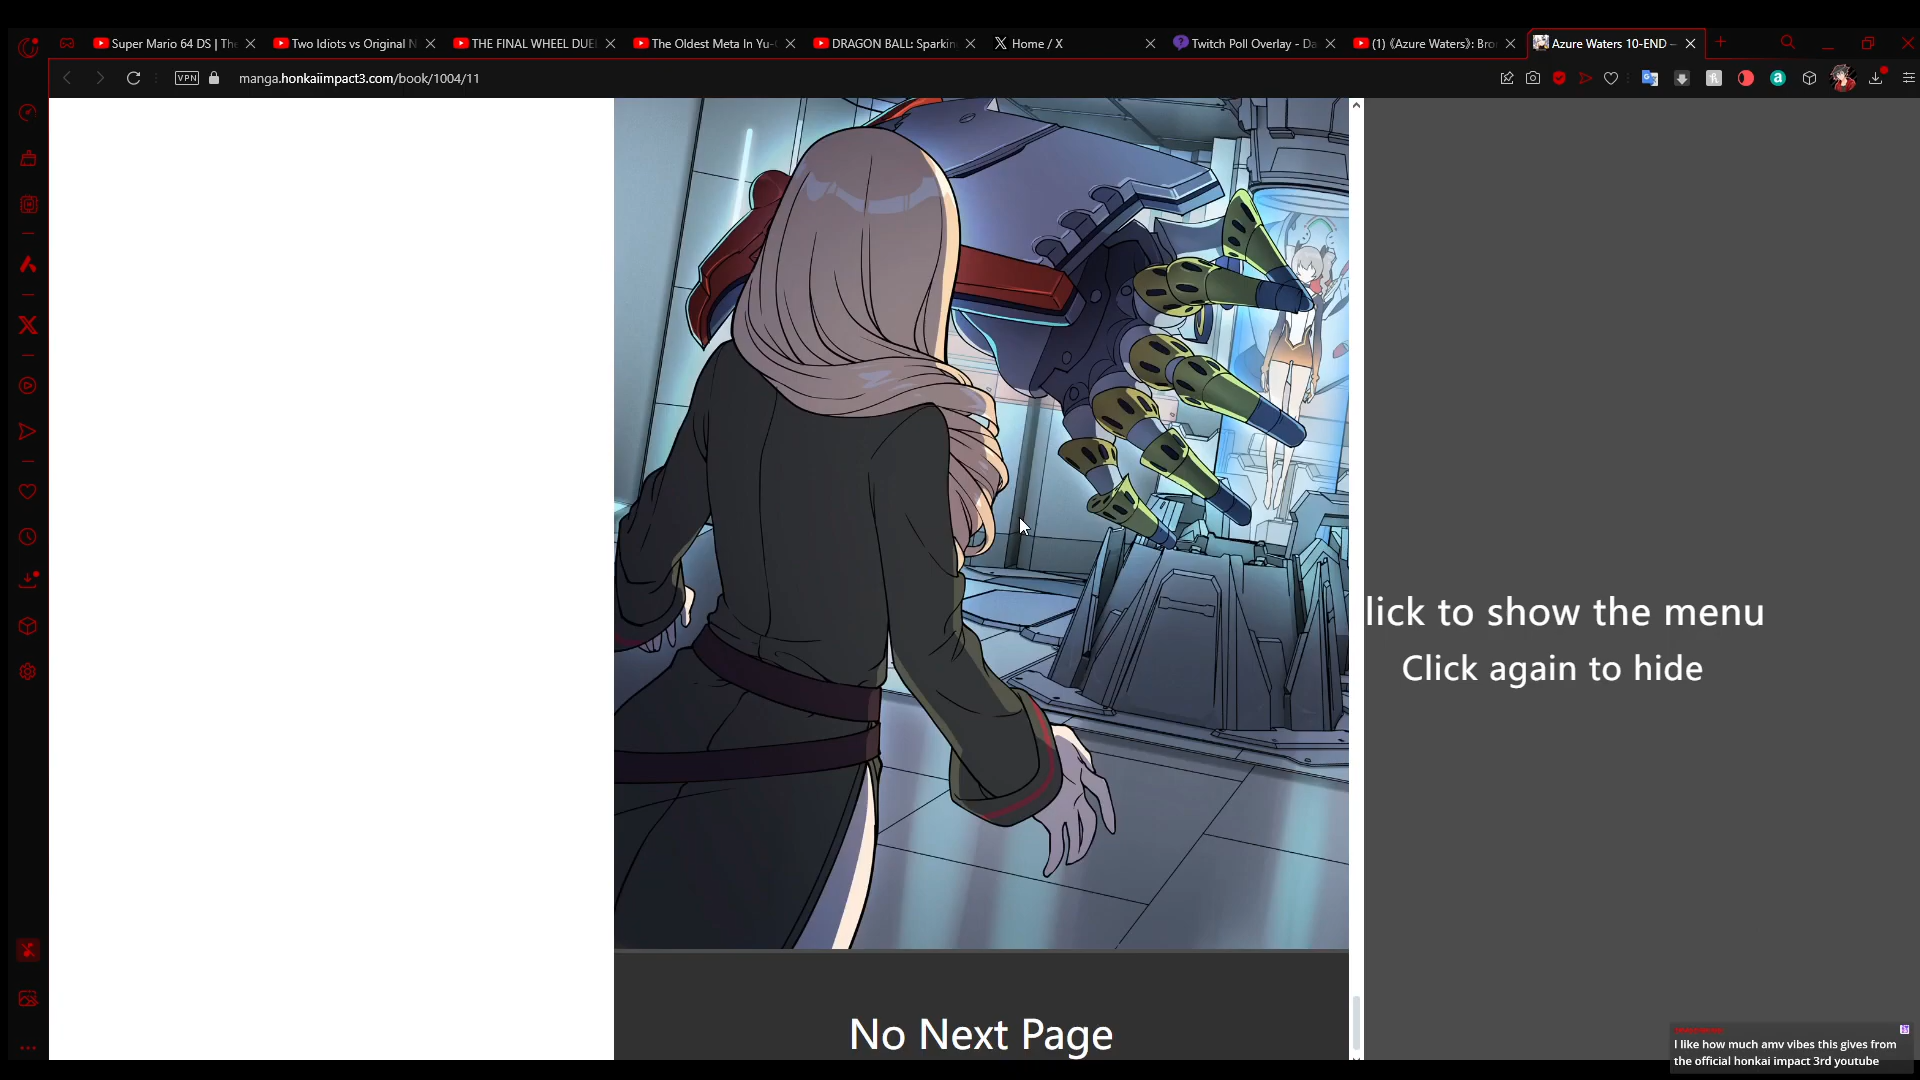 Super Mario 64 DS | The
Two Idiots vs Original N
THE FINAL WHEEL DUE
The Oldest Meta In Yu-
DRAGON BALL: Sparkin
Home / X
Twitch Poll Overlay - Da
(1) 《Azure Waters》: Bro
Azure Waters 10-END -
VPN
manga.honkaiimpact3.com/book/1004/11
lick to show the menu
Click again to hide
No Next Page
I like how much amv vibes this gives from
the official honkai impact 3rd youtube